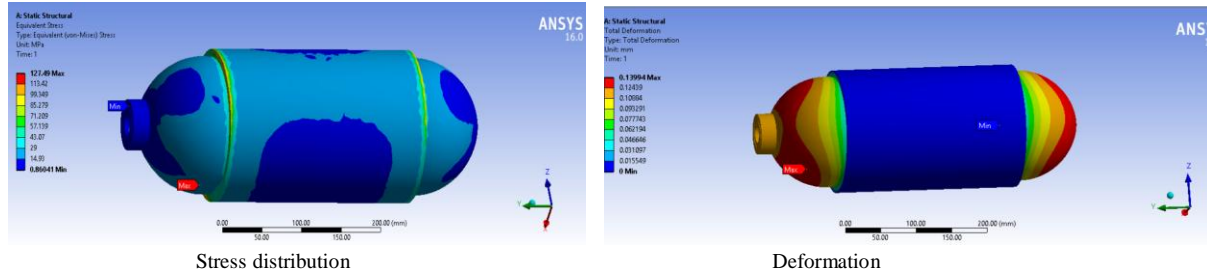 A: Static Structural
Equivalent Stress
Type: Equivalent (von-Mises) Stress
Unit: MPa
Time: 1
127.49 Max
113.42
99.349
85.279
71.209
57.139
43.07
29
14.93
0.86041 Min
ANSYS
16.0
Min
Max
0.00
50.00
100.00
150.00
200.00 (mm)
Z
Y
X
Stress distribution
A: Static Structural
Total Deformation
Type: Total Deformation
Unit: mm
Time: 1
0.13994 Max
0.12439
0.10884
0.093291
0.077743
0.062194
0.046646
0.031097
0.015549
0 Min
ANSY
Min
Max
0.00
50.00
100.00
150.00
200.00 (mm)
Z
Y
Deformation